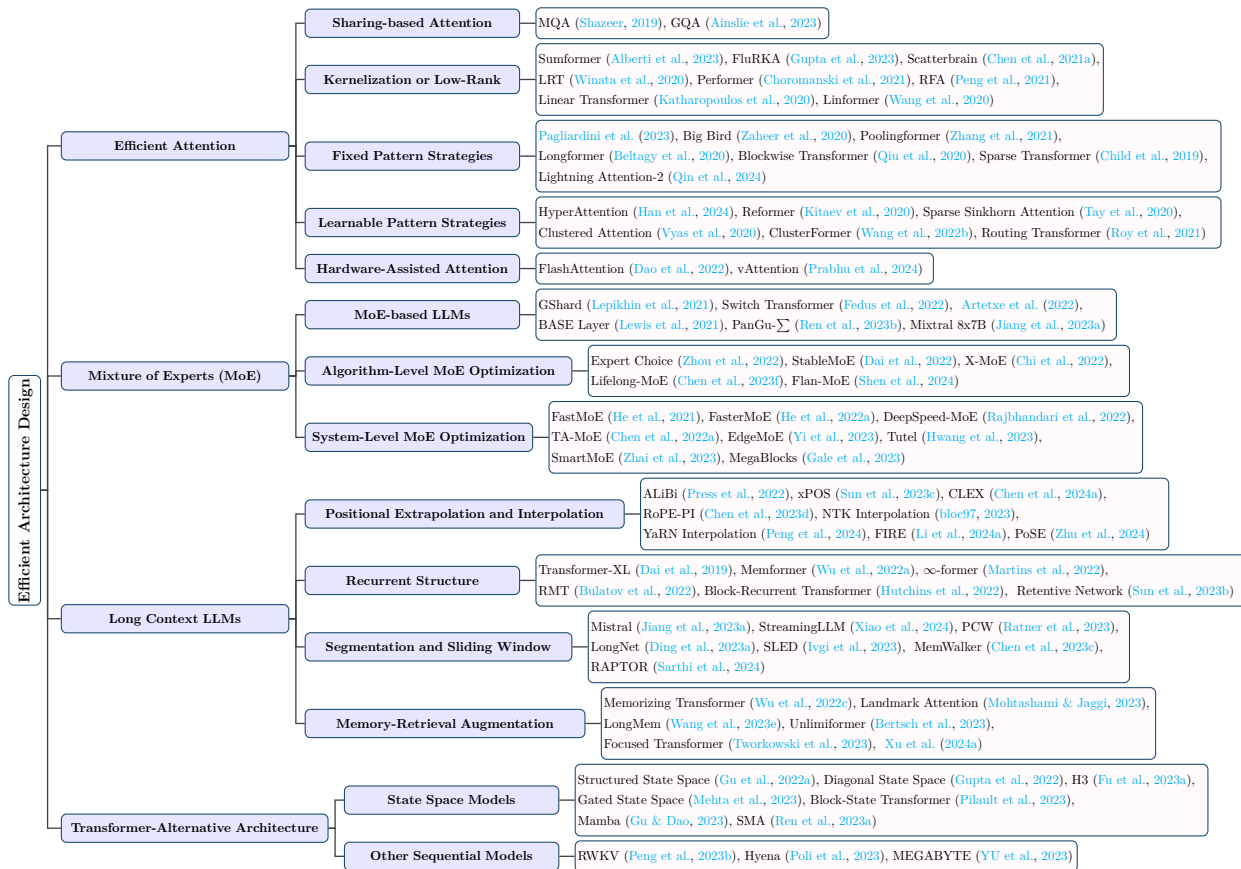 Efficient Architecture Design
Efficient Attention
Sharing-based Attention
MQA (Shazeer, 2019), GQA (Ainslie et al., 2023)
Kernelization or Low-Rank
Sumformer (Alberti et al., 2023), FluRKA (Gupta et al., 2023), Scatterbrain (Chen et al., 2021a),
LRT (Winata et al., 2020), Performer (Choromanski et al., 2021), RFA (Peng et al., 2021),
Linear Transformer (Katharopoulos et al., 2020), Linformer (Wang et al., 2020)
Fixed Pattern Strategies
Pagliardini et al. (2023), Big Bird (Zaheer et al., 2020), Poolingformer (Zhang et al., 2021),
Longformer (Beltagy et al., 2020), Blockwise Transformer (Qiu et al., 2020), Sparse Transformer (Child et al., 2019),
Lightning Attention-2 (Qin et al., 2024)
Learnable Pattern Strategies
HyperAttention (Han et al., 2024), Reformer (Kitaev et al., 2020), Sparse Sinkhorn Attention (Tay et al., 2020),
Clustered Attention (Vyas et al., 2020), ClusterFormer (Wang et al., 2022b), Routing Transformer (Roy et al., 2021)
Hardware-Assisted Attention
FlashAttention (Dao et al., 2022), vAttention (Prabhu et al., 2024)
Mixture of Experts (MoE)
MoE-based LLMs
GShard (Lepikhin et al., 2021), Switch Transformer (Fedus et al., 2022), Artetxe et al. (2022),
BASE Layer (Lewis et al., 2021), PanGu-∑ (Ren et al., 2023b), Mixtral 8x7B (Jiang et al., 2023a)
Algorithm-Level MoE Optimization
Expert Choice (Zhou et al., 2022), StableMoE (Dai et al., 2022), X-MoE (Chi et al., 2022),
Lifelong-MoE (Chen et al., 2023f), Flan-MoE (Shen et al., 2024)
System-Level MoE Optimization
FastMoE (He et al., 2021), FasterMoE (He et al., 2022a), DeepSpeed-MoE (Rajbhandari et al., 2022),
TA-MoE (Chen et al., 2022a), EdgeMoE (Yi et al., 2023), Tutel (Hwang et al., 2023),
SmartMoE (Zhai et al., 2023), MegaBlocks (Gale et al., 2023)
Long Context LLMs
Positional Extrapolation and Interpolation
ALiBi (Press et al., 2022), xPOS (Sun et al., 2023c), CLEX (Chen et al., 2024a),
RoPE-PI (Chen et al., 2023d), NTK Interpolation (bloc97, 2023),
YaRN Interpolation (Peng et al., 2024), FIRE (Li et al., 2024a), PoSE (Zhu et al., 2024)
Recurrent Structure
Transformer-XL (Dai et al., 2019), Memformer (Wu et al., 2022a), ∞-former (Martins et al., 2022),
RMT (Bulatov et al., 2022), Block-Recurrent Transformer (Hutchins et al., 2022), Retentive Network (Sun et al., 2023b)
Segmentation and Sliding Window
Mistral (Jiang et al., 2023a), StreamingLLM (Xiao et al., 2024), PCW (Ratner et al., 2023),
LongNet (Ding et al., 2023a), SLED (Ivgi et al., 2023), MemWalker (Chen et al., 2023c),
RAPTOR (Sarthi et al., 2024)
Memory-Retrieval Augmentation
Memorizing Transformer (Wu et al., 2022c), Landmark Attention (Mohtashami & Jaggi, 2023),
LongMem (Wang et al., 2023e), Unlimiformer (Bertsch et al., 2023),
Focused Transformer (Tworkowski et al., 2023), Xu et al. (2024a)
Transformer-Alternative Architecture
State Space Models
Structured State Space (Gu et al., 2022a), Diagonal State Space (Gupta et al., 2022), H3 (Fu et al., 2023a),
Gated State Space (Mehta et al., 2023), Block-State Transformer (Pilault et al., 2023),
Mamba (Gu & Dao, 2023), SMA (Ren et al., 2023a)
Other Sequential Models
RWKV (Peng et al., 2023b), Hyena (Poli et al., 2023), MEGABYTE (YU et al., 2023)